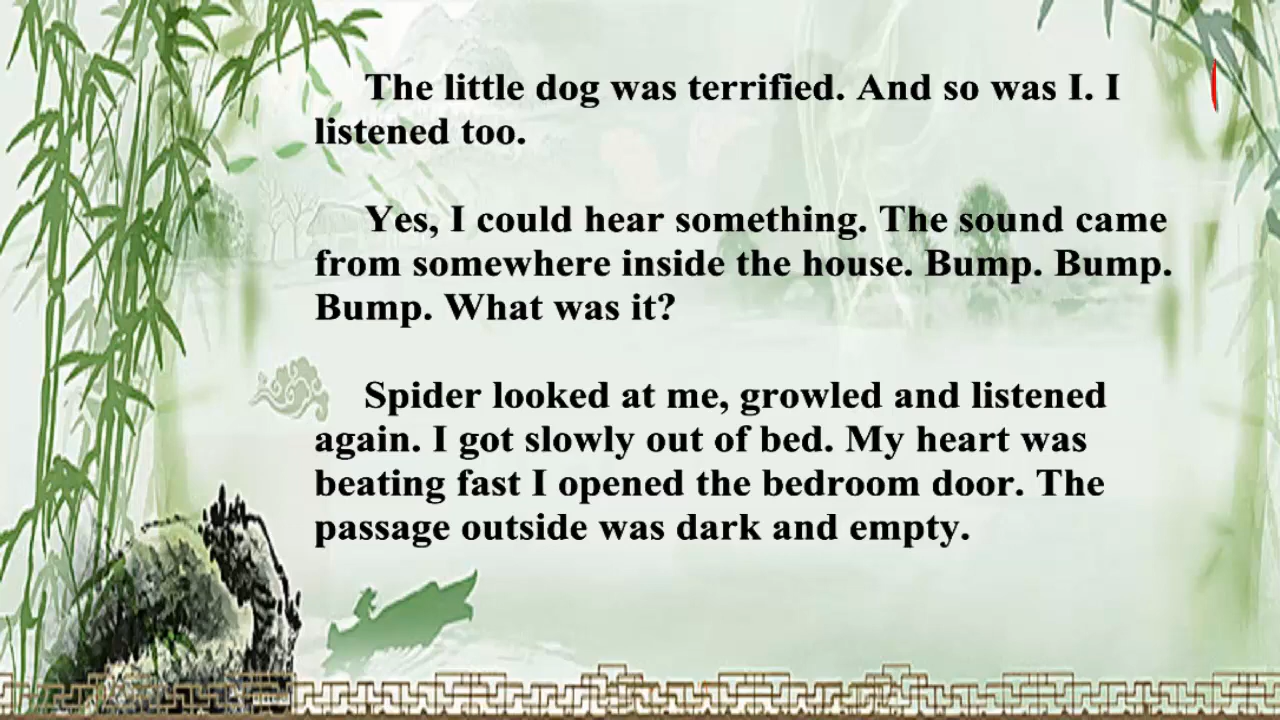 The little dog was terrified. And so was I. I
listened too.
Yes, I could hear something. The sound came
from somewhere inside the house. Bump. Bump.
Bump. What was it?
Spider looked at me, growled and listened
again. I got slowly out of bed. My heart was
beating fast I opened the bedroom door. The
passage outside was dark and empty.